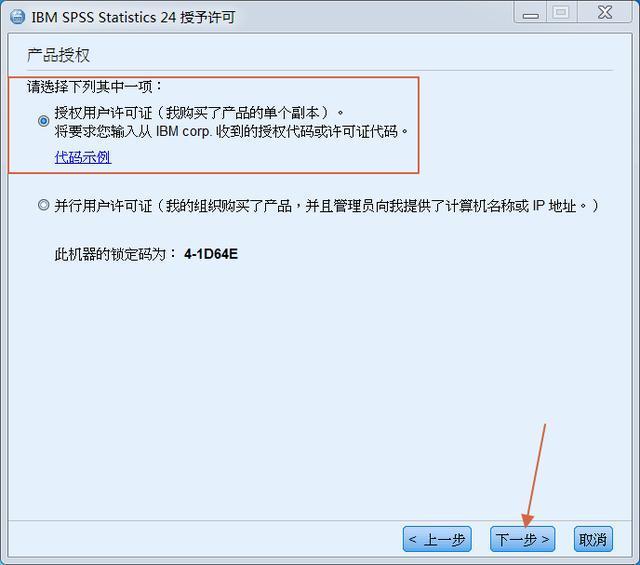 IBM SPSS Statistics 24 授予许可
产品授权
请选择下列其中一项：
授权用户许可证（我购买了产品的单个副本）。
将要求您输入从 IBM corp. 收到的授权代码或许可证代码。
代码示例
并行用户许可证（我的组织购买了产品，并且管理员向我提供了计算机名称或 IP 地址。）
此机器的锁定码为： 4-1D64E
< 上一步 下一步 > 取消